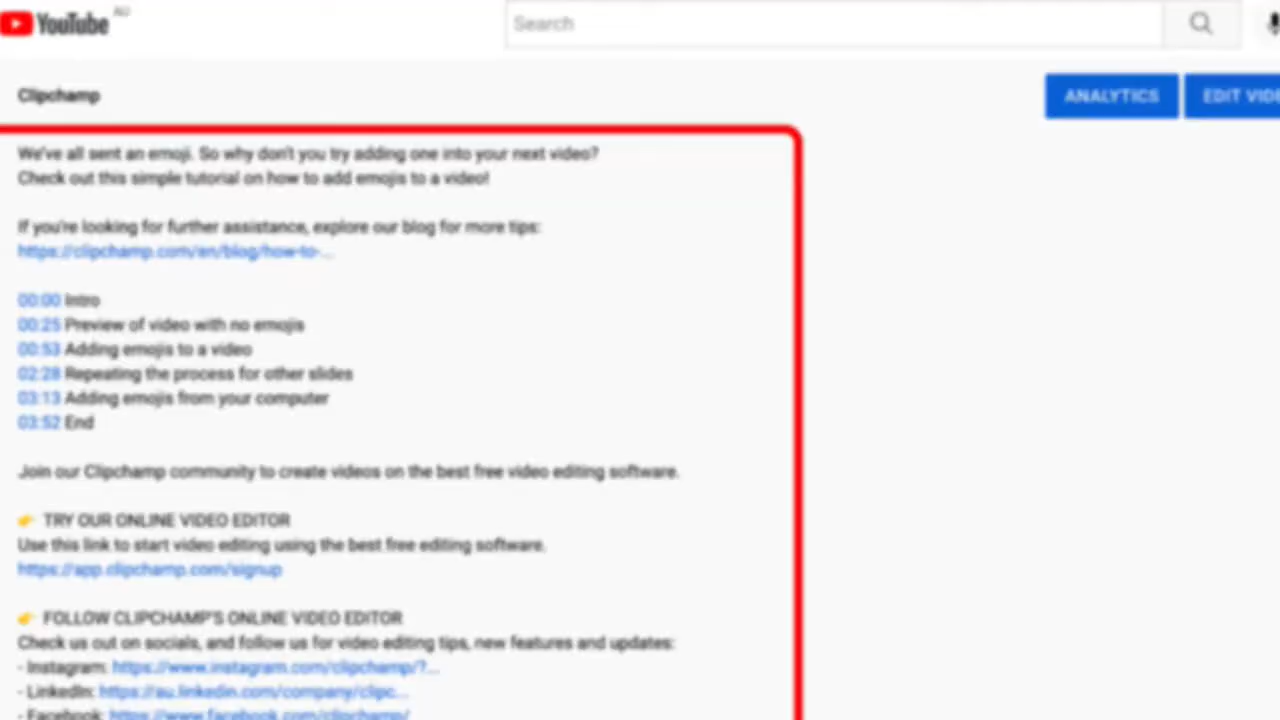 YouTube AU
Search
Clipchamp
ANALYTICS
EDIT VIDE
We've all sent an emoji. So why don't you try adding one into your next video?
Check out this simple tutorial on how to add emojis to a video!
If you're looking for further assistance, explore our blog for more tips:
https://clipchamp.com/en/blog/how-to-...
00:00 Intro
00:25 Preview of video with no emojis
00:53 Adding emojis to a video
02:28 Repeating the process for other slides
03:13 Adding emojis from your computer
03:52 End
Join our Clipchamp community to create videos on the best free video editing software.
👉 TRY OUR ONLINE VIDEO EDITOR
Use this link to start video editing using the best free editing software.
https://app.clipchamp.com/signup
👉 FOLLOW CLIPCHAMP'S ONLINE VIDEO EDITOR
Check us out on socials, and follow us for video editing tips, new features and updates:
- Instagram: https://www.instagram.com/clipchamp/?...
- LinkedIn: https://au.linkedin.com/company/clipc...
- Facebook: https://www.facebook.com/clipchamp/